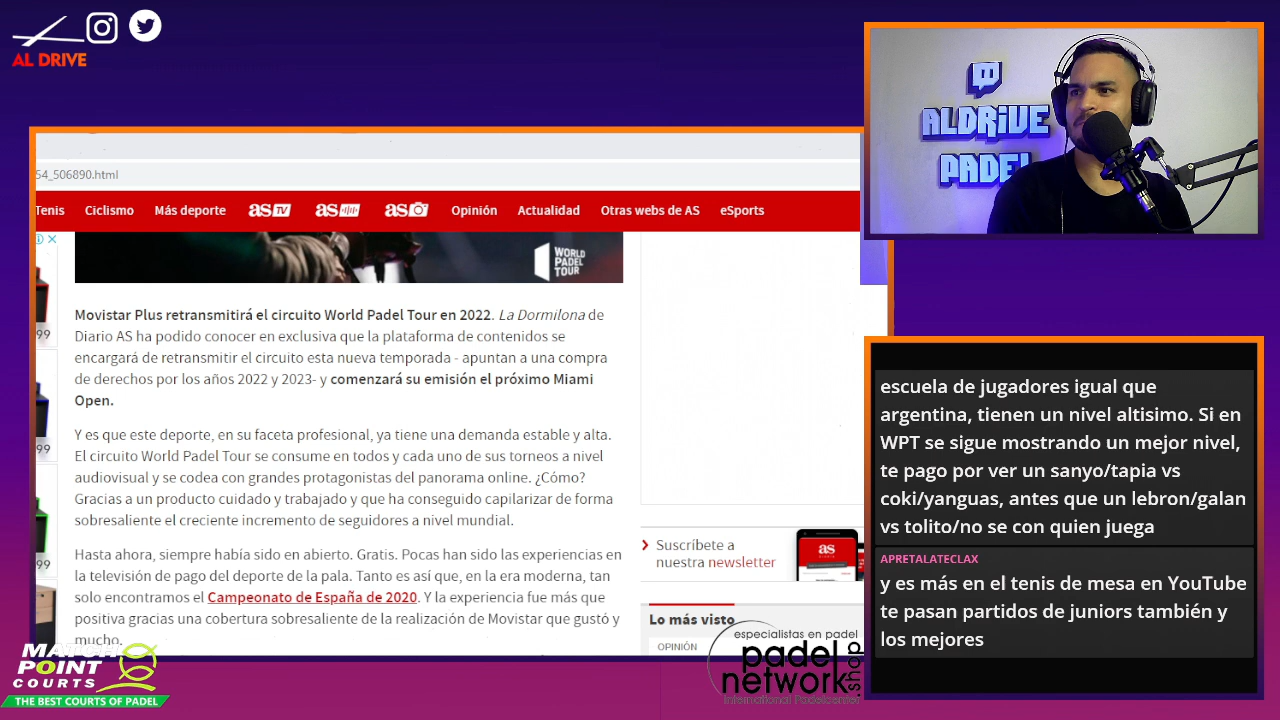 AL DRIVE
54_506890.html
Tenis Ciclismo Más deporte as TV as as Opinión Actualidad Otras webs de AS eSports
WORLD
PADEL
TOUR
Movistar Plus retransmitirá el circuito World Padel Tour en 2022. La Dormilona de
Diario AS ha podido conocer en exclusiva que la plataforma de contenidos se
encargará de retransmitir el circuito esta nueva temporada - apuntan a una compra
de derechos por los años 2022 y 2023- y comenzará su emisión el próximo Miami
Open.
Y es que este deporte, en su faceta profesional, ya tiene una demanda estable y alta.
El circuito World Padel Tour se consume en todos y cada uno de sus torneos a nivel
audiovisual y se codea con grandes protagonistas del panorama online. ¿Cómo?
Gracias a un producto cuidado y trabajado y que ha conseguido capilarizar de forma
sobresaliente el creciente incremento de seguidores a nivel mundial.
Hasta ahora, siempre había sido en abierto. Gratis. Pocas han sido las experiencias en
la televisión de pago del deporte de la pala. Tanto es así que, en la era moderna, tan
solo encontramos el Campeonato de España de 2020. Y la experiencia fue más que
positiva gracias una cobertura sobresaliente de la realización de Movistar que gustó y
mucho.
99
99
99
Suscríbete a
nuestra newsletter
as
Lo más visto
OPINIÓN
MATCH
POINT
COURTS
THE BEST COURTS OF PADEL
especialistas en padel
padel
network
.shop
International Padelcenter
ALDRIVE
PADEL
escuela de jugadores igual que
argentina, tienen un nivel altisimo. Si en
WPT se sigue mostrando un mejor nivel,
te pago por ver un sanyo/tapia vs
coki/yanguas, antes que un lebron/galan
vs tolito/no se con quien juega
APRETALATECLAX
y es más en el tenis de mesa en YouTube
te pasan partidos de juniors también y
los mejores